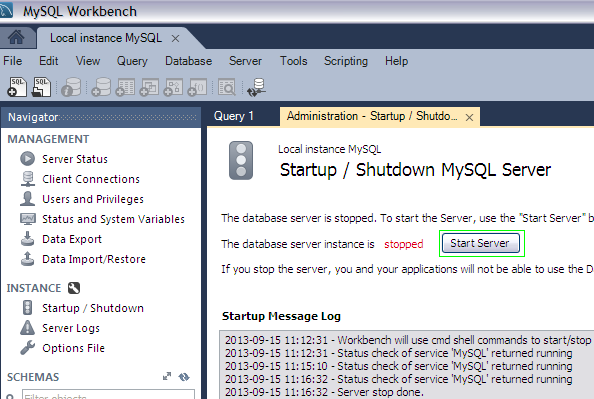 MySQL Workbench
Local instance MySQL
File Edit View Query Database Server Tools Scripting Help
SQL SQL
Navigator
MANAGEMENT
Server Status
Client Connections
Users and Privileges
Status and System Variables
Data Export
Data Import/Restore
INSTANCE
Startup / Shutdown
Server Logs
Options File
SCHEMAS
Filter objects
Query 1
Administration - Startup / Shutdo...
Local instance MySQL
Startup / Shutdown MySQL Server
The database server is stopped. To start the Server, use the "Start Server" b
The database server instance is stopped Start Server
If you stop the server, you and your applications will not be able to use the D
Startup Message Log
2013-09-15 11:12:31 - Workbench will use cmd shell commands to start/stop
2013-09-15 11:12:31 - Status check of service 'MySQL' returned running
2013-09-15 11:15:10 - Status check of service 'MySQL' returned running
2013-09-15 11:16:32 - Status check of service 'MySQL' returned running
2013-09-15 11:16:32 - Server stop done.